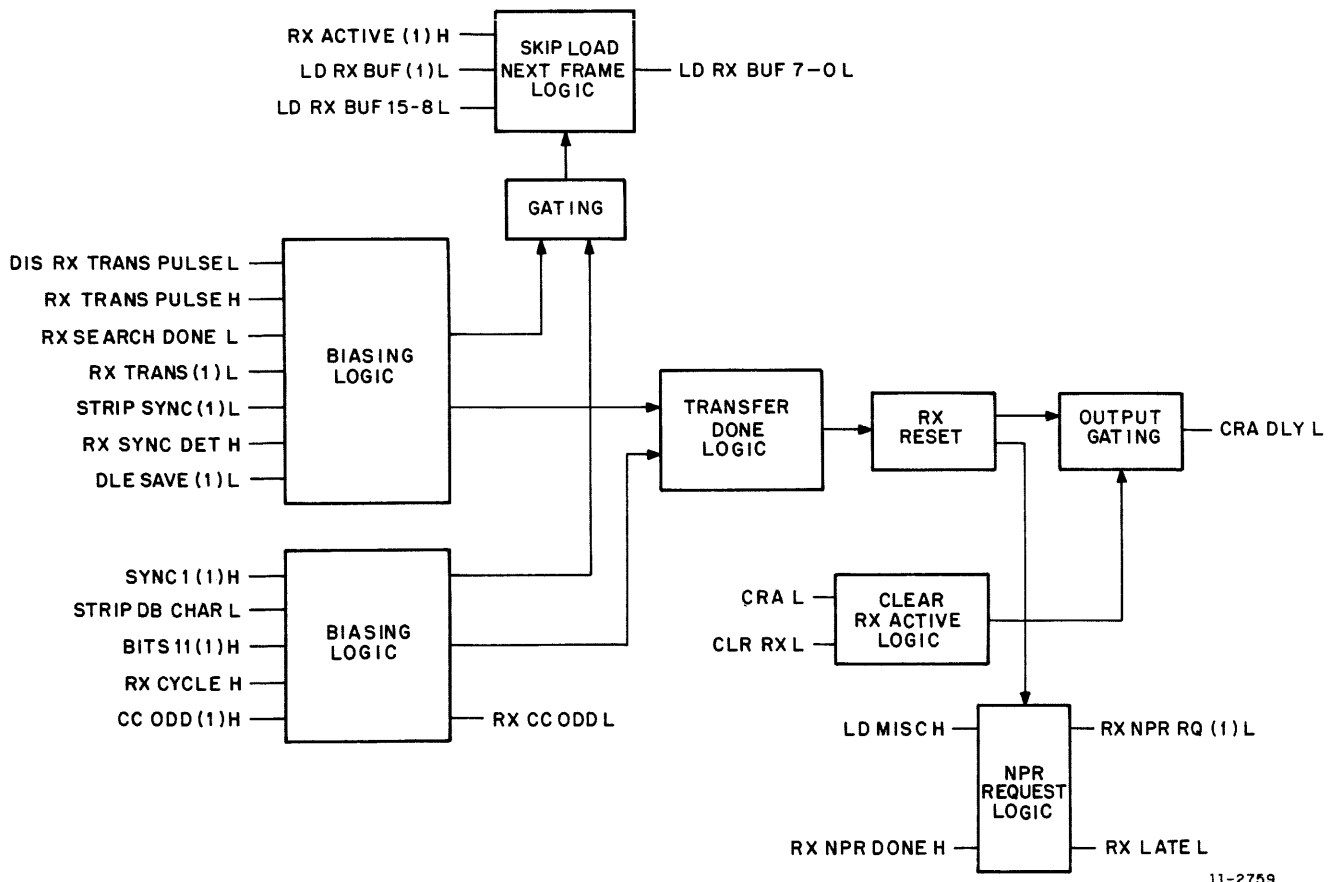 RX ACTIVE (1) H
LD RX BUF (1) L
LD RX BUF 15-8 L
SKIP LOAD
NEXT FRAME
LOGIC
LD RX BUF 7-0 L
GATING
DIS RX TRANS PULSE L
RX TRANS PULSE H
RX SEARCH DONE L
RX TRANS (1) L
STRIP SYNC (1) L
RX SYNC DET H
DLE SAVE (1) L
BIASING
LOGIC
TRANSFER
DONE
LOGIC
RX
RESET
OUTPUT
GATING
CRA DLY L
SYNC 1 (1) H
STRIP DB CHAR L
BITS 11 (1) H
RX CYCLE H
CC ODD (1) H
BIASING
LOGIC
RX CC ODD L
CRA L
CLR RX L
CLEAR
RX ACTIVE
LOGIC
LD MISC H
RX NPR DONE H
NPR
REQUEST
LOGIC
RX NPR RQ (1) L
RX LATE L
11-2759